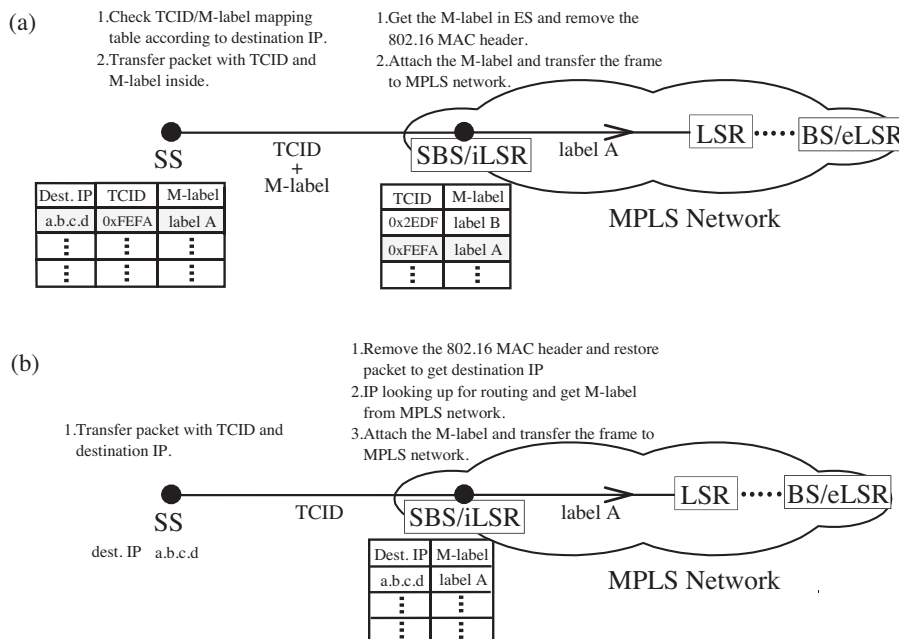 (a)
1.Check TCID/M-label mapping
table according to destination IP.
2.Transfer packet with TCID and
M-label inside.
1.Get the M-label in ES and remove the
802.16 MAC header.
2.Attach the M-label and transfer the frame
to MPLS network.
SS
TCID
+
M-label
SBS/iLSR
label A
LSR
BS/eLSR
MPLS Network
Dest. IP TCID M-label
a.b.c.d 0xFEFA label A
TCID M-label
0x2EDF label B
0xFEFA label A
(b)
1.Transfer packet with TCID and
destination IP.
1.Remove the 802.16 MAC header and restore
packet to get destination IP
2.IP looking up for routing and get M-label
from MPLS network.
3.Attach the M-label and transfer the frame to
MPLS network.
SS
TCID
SBS/iLSR
label A
LSR
BS/eLSR
dest. IP a.b.c.d
MPLS Network
Dest. IP M-label
a.b.c.d label A